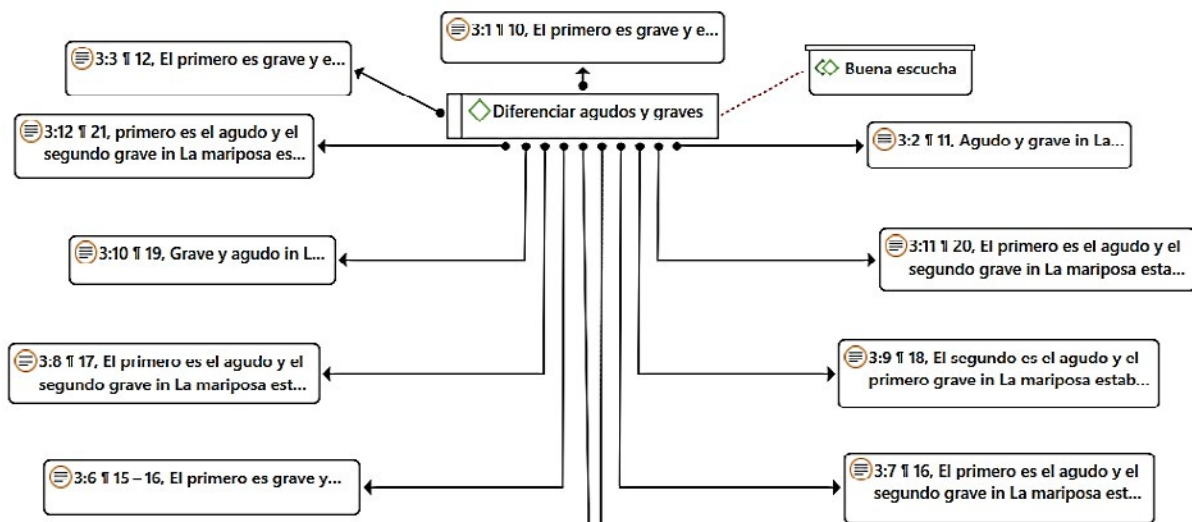 3:1 ¶ 10, El primero es grave y e...
3:3 ¶ 12, El primero es grave y e...
Buena escucha
Diferenciar agudos y graves
3:12 ¶ 21, primero es el agudo y el
segundo grave in La mariposa es...
3:2 ¶ 11, Agudo y grave in La...
3:10 ¶ 19, Grave y agudo in L...
3:11 ¶ 20, El primero es el agudo y el
segundo grave in La mariposa esta...
3:8 ¶ 17, El primero es el agudo y el
segundo grave in La mariposa est...
3:9 ¶ 18, El segundo es el agudo y el
primero grave in La mariposa estab...
3:6 ¶ 15 – 16, El primero es grave y...
3:7 ¶ 16, El primero es el agudo y el
segundo grave in La mariposa est...